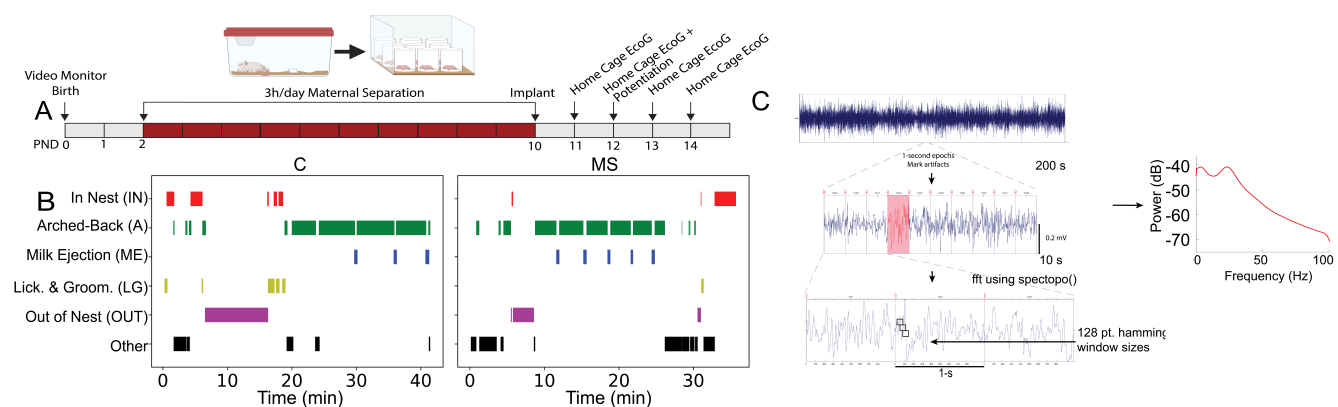 A
Video Monitor
Birth
3h/day Maternal Separation
Implant
Home Cage EcoG
Home Cage EcoG +
Potentiation
Home Cage EcoG
Home Cage EcoG
PND 0 1 2 10 11 12 13 14
B
C
MS
In Nest (IN)
Arched-Back (A)
Milk Ejection (ME)
Lick. & Groom. (LG)
Out of Nest (OUT)
Other
0 10 20 30 40
Time (min)
0 10 20 30
Time (min)
C
200 s
1-second epochs
Mark artifacts
0.2 mV
10 s
fft using spectopo()
128 pt. hamming
window sizes
1-s
Power (dB)
-40
-50
-60
-70
0 50 100
Frequency (Hz)